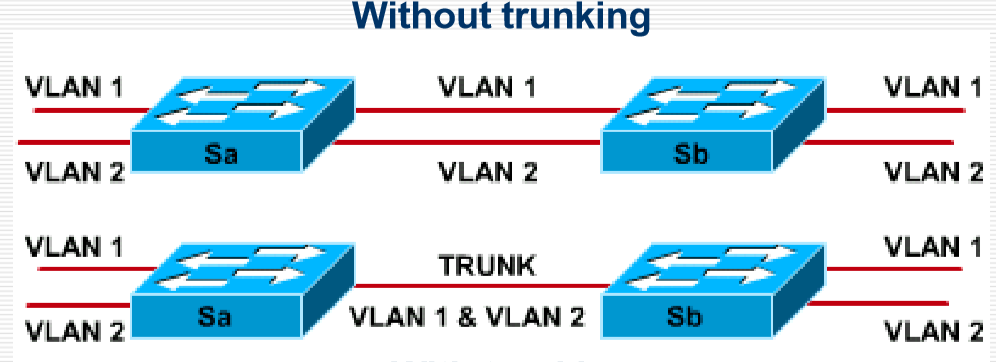 Without trunking
VLAN 1 VLAN 1 VLAN 1
Sa Sb
VLAN 2 VLAN 2 VLAN 2
VLAN 1 VLAN 1
TRUNK
Sa VLAN 1 & VLAN 2 Sb
VLAN 2 VLAN 2